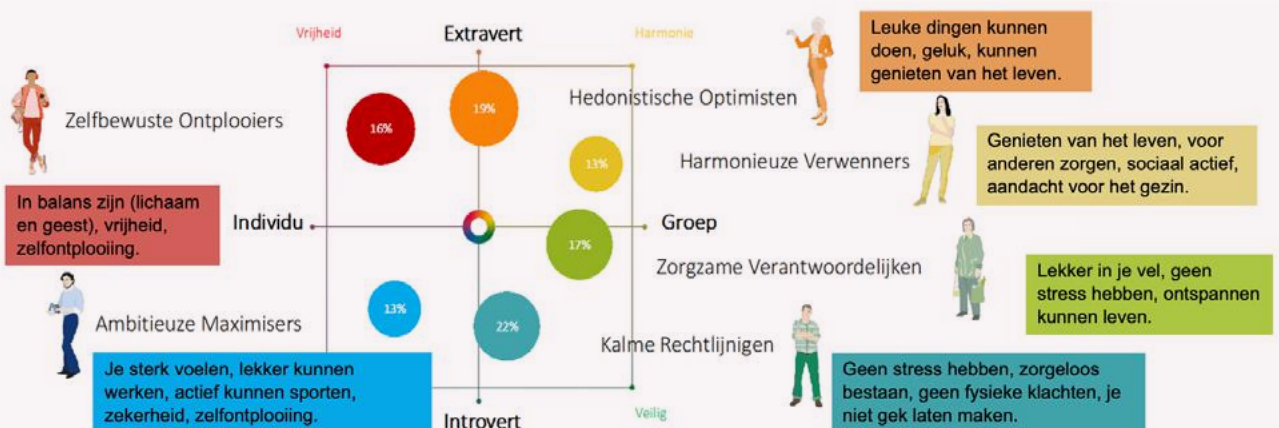 Vrijheid
Extravert
Harmonie
Leuke dingen kunnen
doen, geluk, kunnen
genieten van het leven.
Zelfbewuste Ontplooiers
16%
19%
Hedonistische Optimisten
13%
Harmonieuze Verwenners
Genieten van het leven, voor
anderen zorgen, sociaal actief,
aandacht voor het gezin.
In balans zijn (lichaam
en geest), vrijheid,
zelfontplooiing.
Individu
Groep
17%
Zorgzame Verantwoordelijken
Lekker in je vel, geen
stress hebben, ontspannen
kunnen leven.
Ambitieuze Maximisers
13%
22%
Kalme Rechtlijnigen
Je sterk voelen, lekker kunnen
werken, actief kunnen sporten,
zekerheid, zelfontplooiing.
Geen stress hebben, zorgeloos
bestaan, geen fysieke klachten, je
niet gek laten maken.
Introvert
Veilig